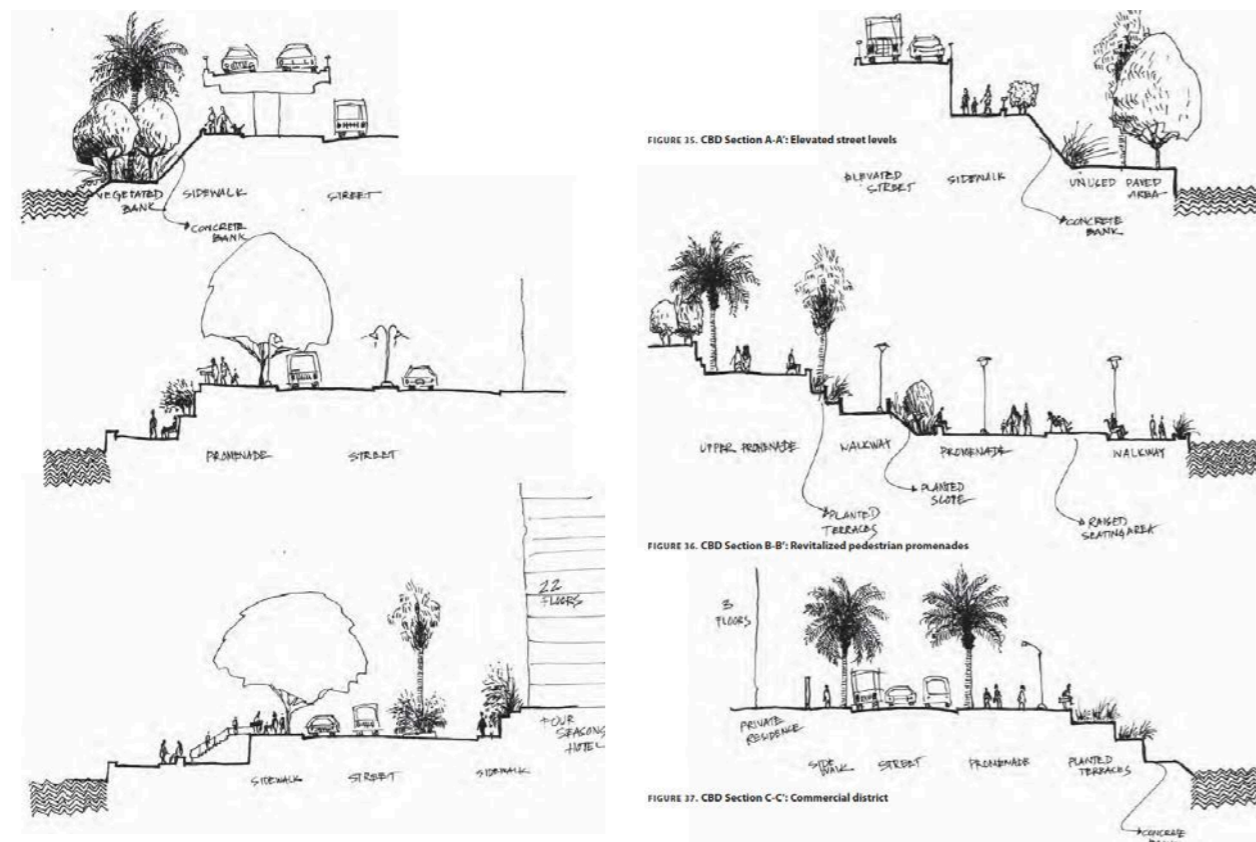 VEGETATED
BANK
SIDEWALK
STREET
CONCRETE
BANK
FIGURE 35. CBD Section A-A': Elevated street levels
ELEVATED
STREET
SIDEWALK
UNUSED PAVED
AREA
CONCRETE
BANK
PROMENADE
STREET
UPPER PROMENADE
WALKWAY
PROMENADE
WALKWAY
PLANTED
SLOPE
PLANTED
TERRACES
RAISED
SEATING AREA
FIGURE 36. CBD Section B-B': Revitalized pedestrian promenades
22
FLOORS
FOUR
SEASONS
HOTEL
SIDEWALK
STREET
SIDEWALK
3
FLOORS
PRIVATE
RESIDENCE
SIDE
WALK
STREET
PROMENADE
PLANTED
TERRACES
FIGURE 37. CBD Section C-C': Commercial district
CONCRETE